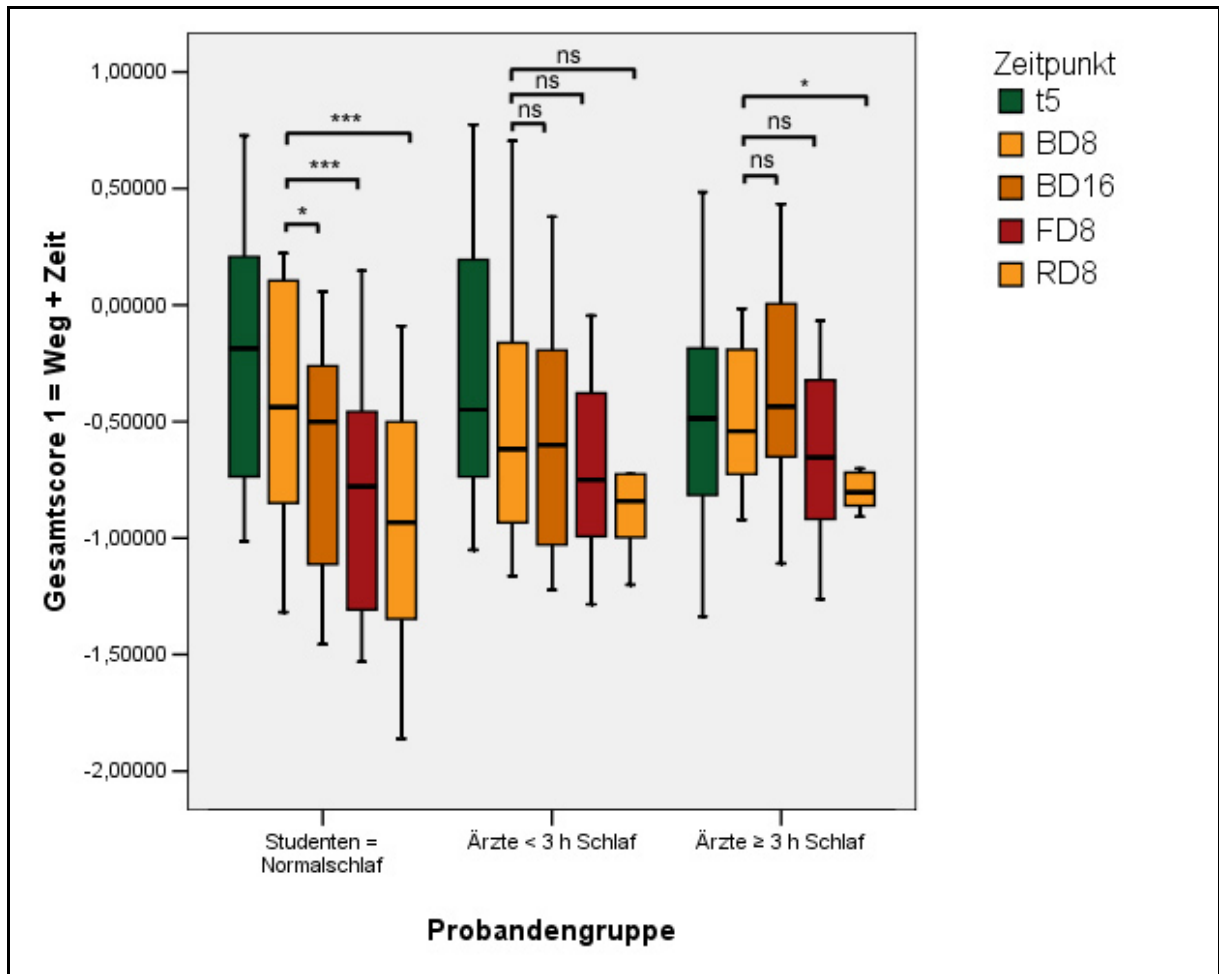 Gesamtscore 1 = Weg + Zeit
1,00000
0,50000
0,00000
-0,50000
-1,00000
-1,50000
-2,00000
***
***
*
ns
ns
ns
*
ns
ns
Studenten =
Normalschlaf
Ärzte < 3 h Schlaf
Ärzte ≥ 3 h Schlaf
Probandengruppe
Zeitpunkt
t5
BD8
BD16
FD8
RD8